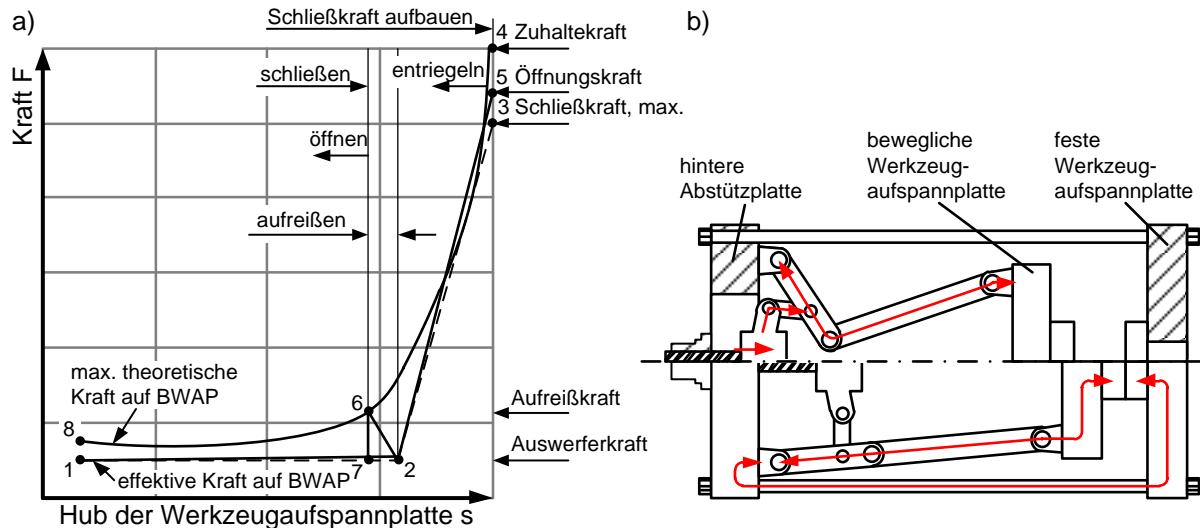 a)
Schließkraft aufbauen
4 Zuhaltekraft
schließen
entriegeln
5 Öffnungskraft
3 Schließkraft, max.
Kraft F
öffnen
aufreißen
max. theoretische
Kraft auf BWAP
6
Aufreißkraft
8
1
Auswerferkraft
effektive Kraft auf BWAP
7
2
Hub der Werkzeugaufspannplatte s
b)
hintere
Abstützplatte
bewegliche
Werkzeug-
aufspannplatte
feste
Werkzeug-
aufspannplatte